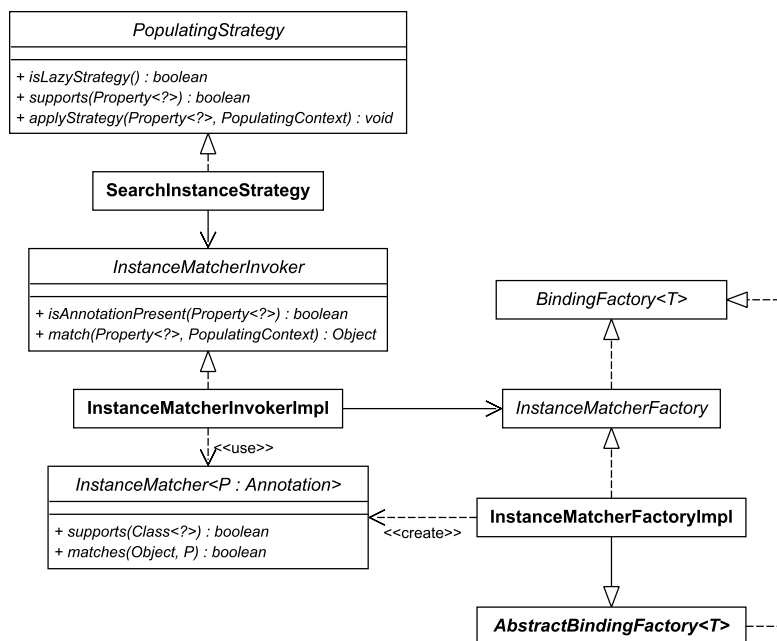 PopulatingStrategy
+ isLazyStrategy() : boolean
+ supports(Property<?>) : boolean
+ applyStrategy(Property<?>, PopulatingContext) : void
SearchInstanceStrategy
InstanceMatcherInvoker
+ isAnnotationPresent(Property<?>) : boolean
+ match(Property<?>, PopulatingContext) : Object
BindingFactory<T>
InstanceMatcherInvokerImpl
InstanceMatcherFactory
<<use>>
InstanceMatcher<P : Annotation>
+ supports(Class<?>) : boolean
+ matches(Object, P) : boolean
InstanceMatcherFactoryImpl
<<create>>
AbstractBindingFactory<T>